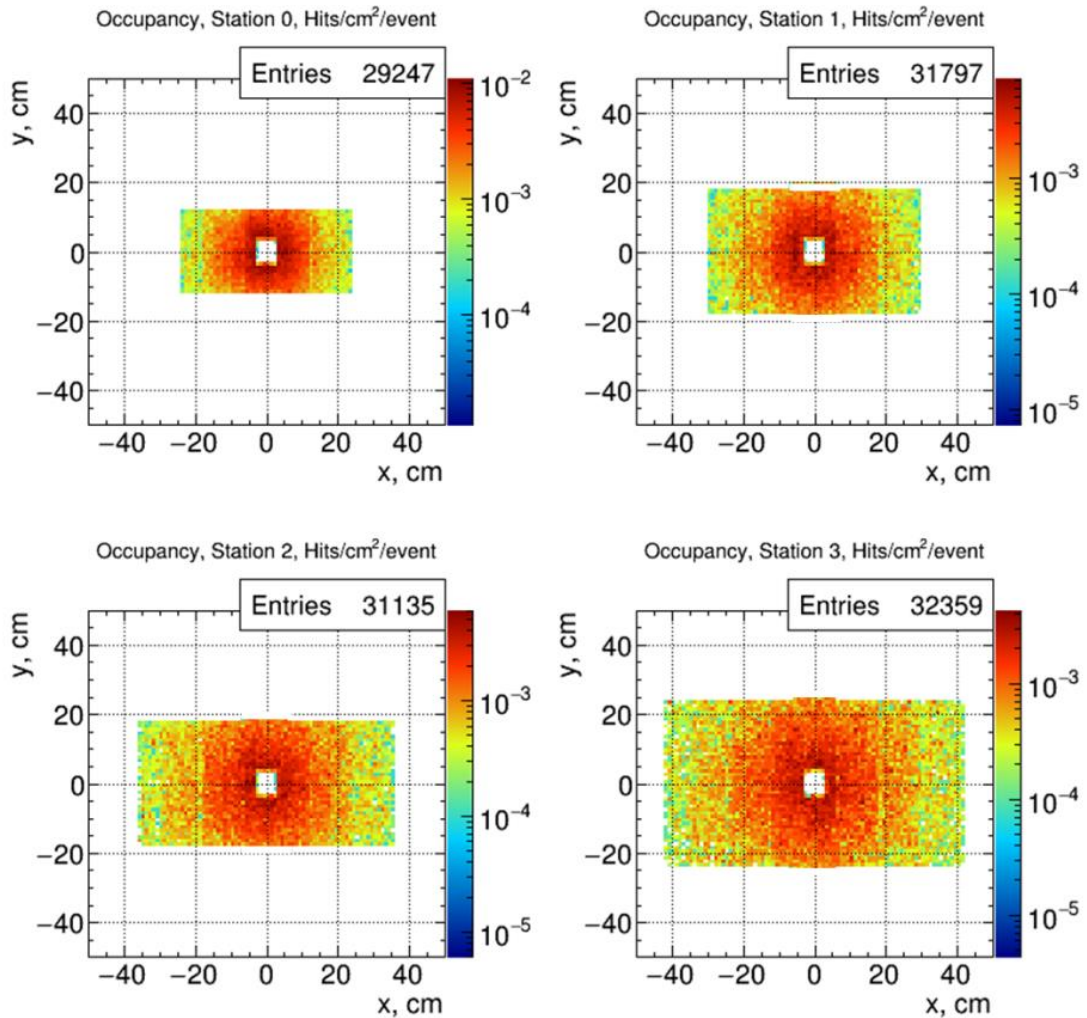 Occupancy, Station 0, Hits/cm²/event
Entries 29247
y, cm
40
20
0
−20
−40
−40 −20 0 20 40
x, cm
10⁻²
10⁻³
10⁻⁴
Occupancy, Station 1, Hits/cm²/event
Entries 31797
y, cm
40
20
0
−20
−40
−40 −20 0 20 40
x, cm
10⁻³
10⁻⁴
10⁻⁵
Occupancy, Station 2, Hits/cm²/event
Entries 31135
y, cm
40
20
0
−20
−40
−40 −20 0 20 40
x, cm
10⁻³
10⁻⁴
10⁻⁵
Occupancy, Station 3, Hits/cm²/event
Entries 32359
y, cm
40
20
0
−20
−40
−40 −20 0 20 40
x, cm
10⁻³
10⁻⁴
10⁻⁵